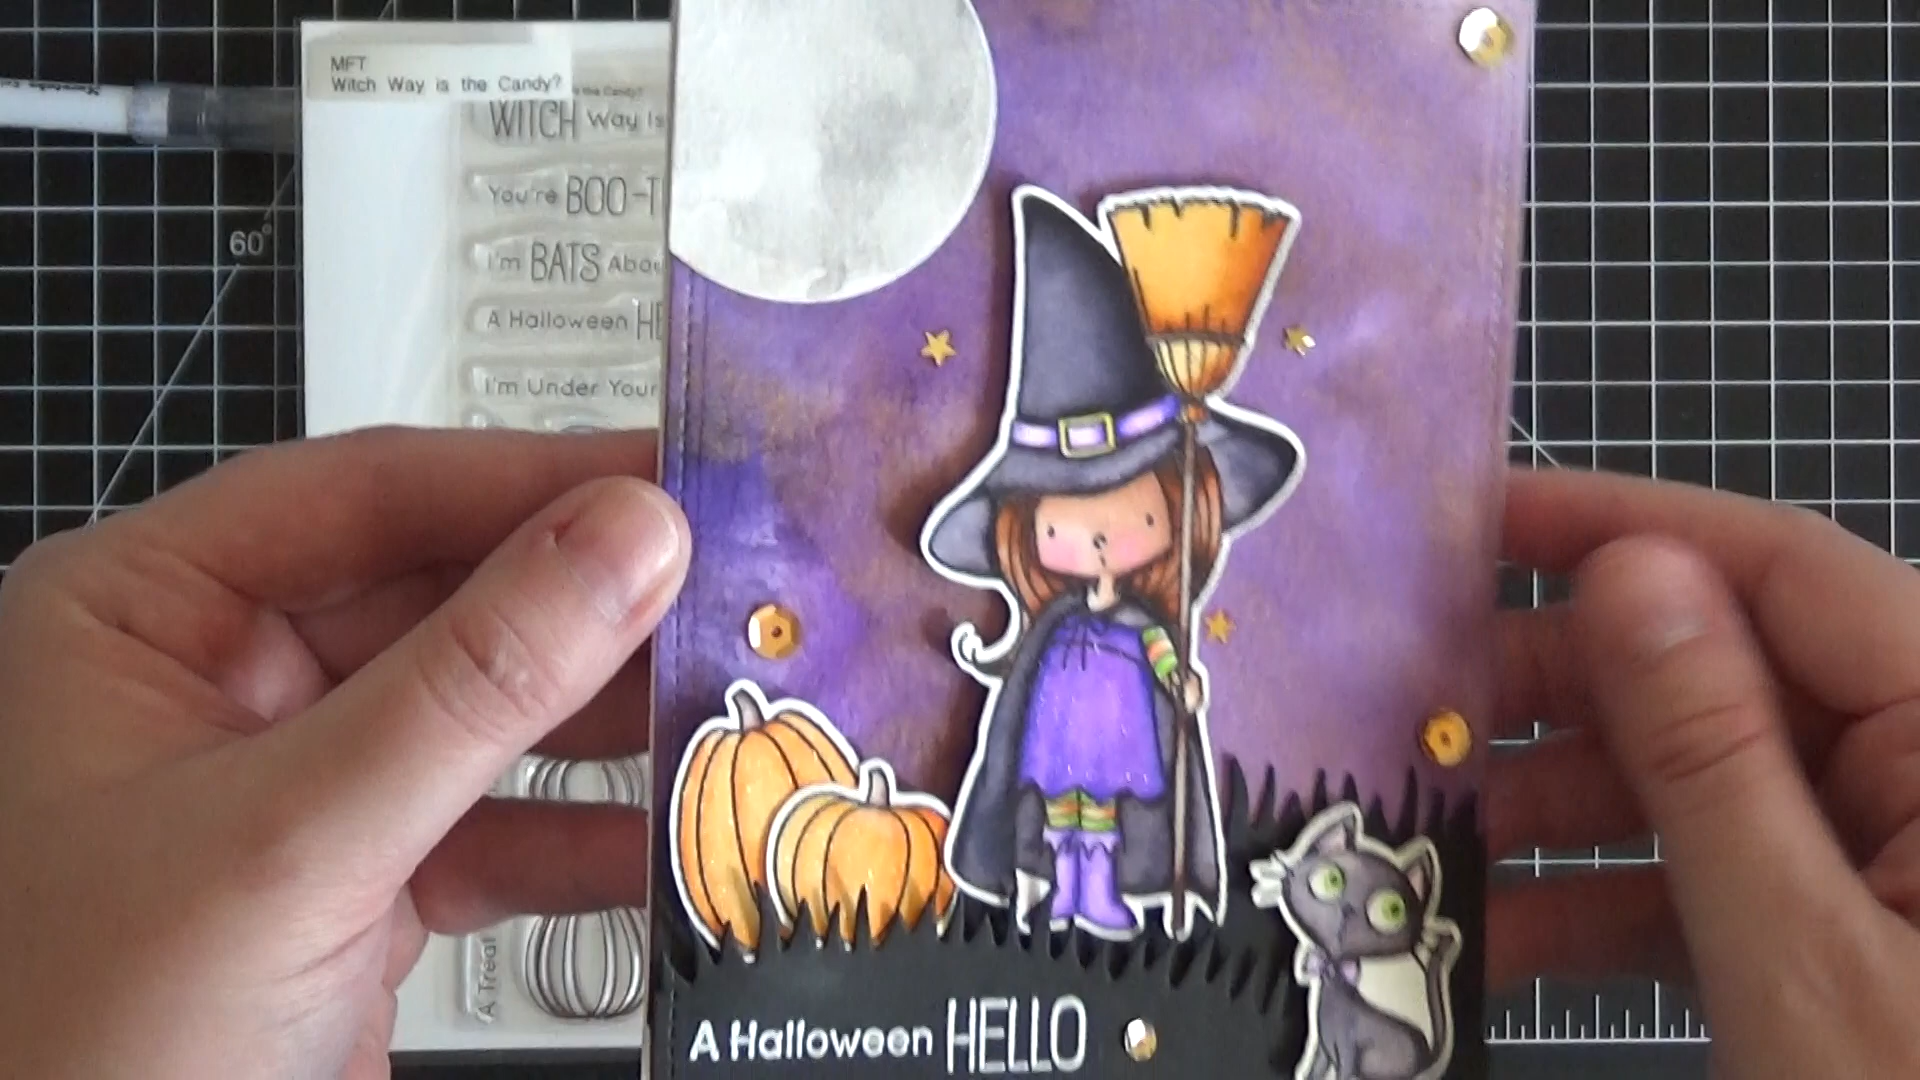 MFT
Witch Way is the Candy?
WITCH Way Is
You're BOO-T
I'm BATS Abou
A Halloween HE
I'm Under Your
60°
A Treat
A Halloween HELLO